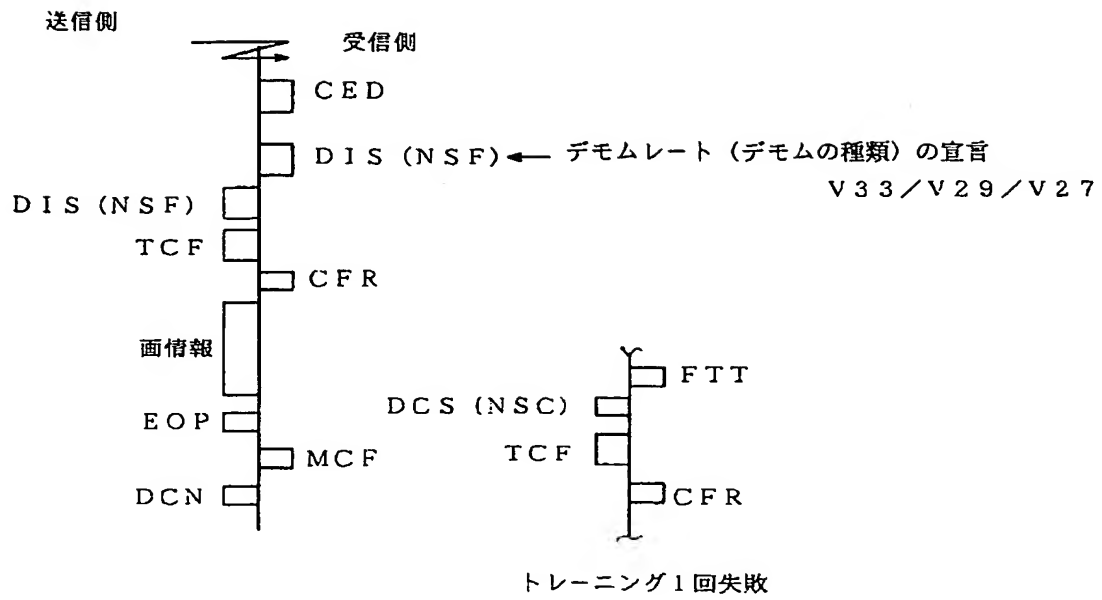 送信側
受信側
CED
DIS (NSF) ← デモムレート (デモムの種類) の宣言
V33/V29/V27
DIS (NSF)
TCF
CFR
画情報
EOP
MCF
DCN
FTT
DCS (NSC)
TCF
CFR
トレーニング1回失敗